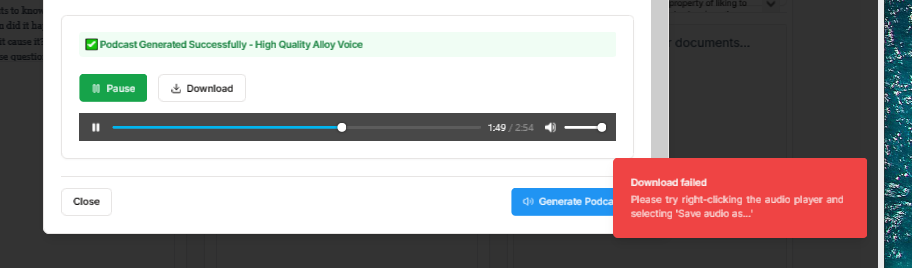 ts to know
property of liking to ...
n did it ha
it cause if
documents...
se questio
✅ Podcast Generated Successfully - High Quality Alloy Voice
Pause
Download
1:49 / 2:54
Download failed
Please try right-clicking the audio player and
selecting 'Save audio as...'
Close
Generate Podca